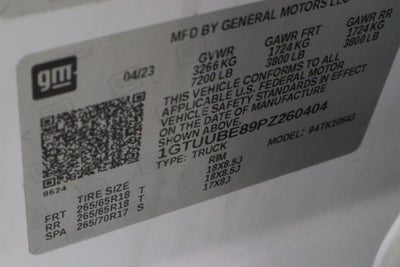 MFD BY GENERAL MOTORS LLC
gm
04/23
GVWR GAWR FRT GAWR RR
3266 KG 1724 KG 1724 KG
7200 LB 3800 LB 3800 LB
THIS VEHICLE CONFORMS TO ALL
APPLICABLE U.S. FEDERAL MOTOR
VEHICLE SAFETY STANDARDS IN EFFECT
ON THE DATE OF MANUFACTURE
SHOWN ABOVE.
1GTUUBE89PZ260404
TYPE: TRUCK MODEL: 94TK10543
8624
TIRE SIZE RIM
FRT 265/65R18 T 18X8.5J
RR 265/65R18 T 18X8.5J
SPA 265/70R17 S 17X8J